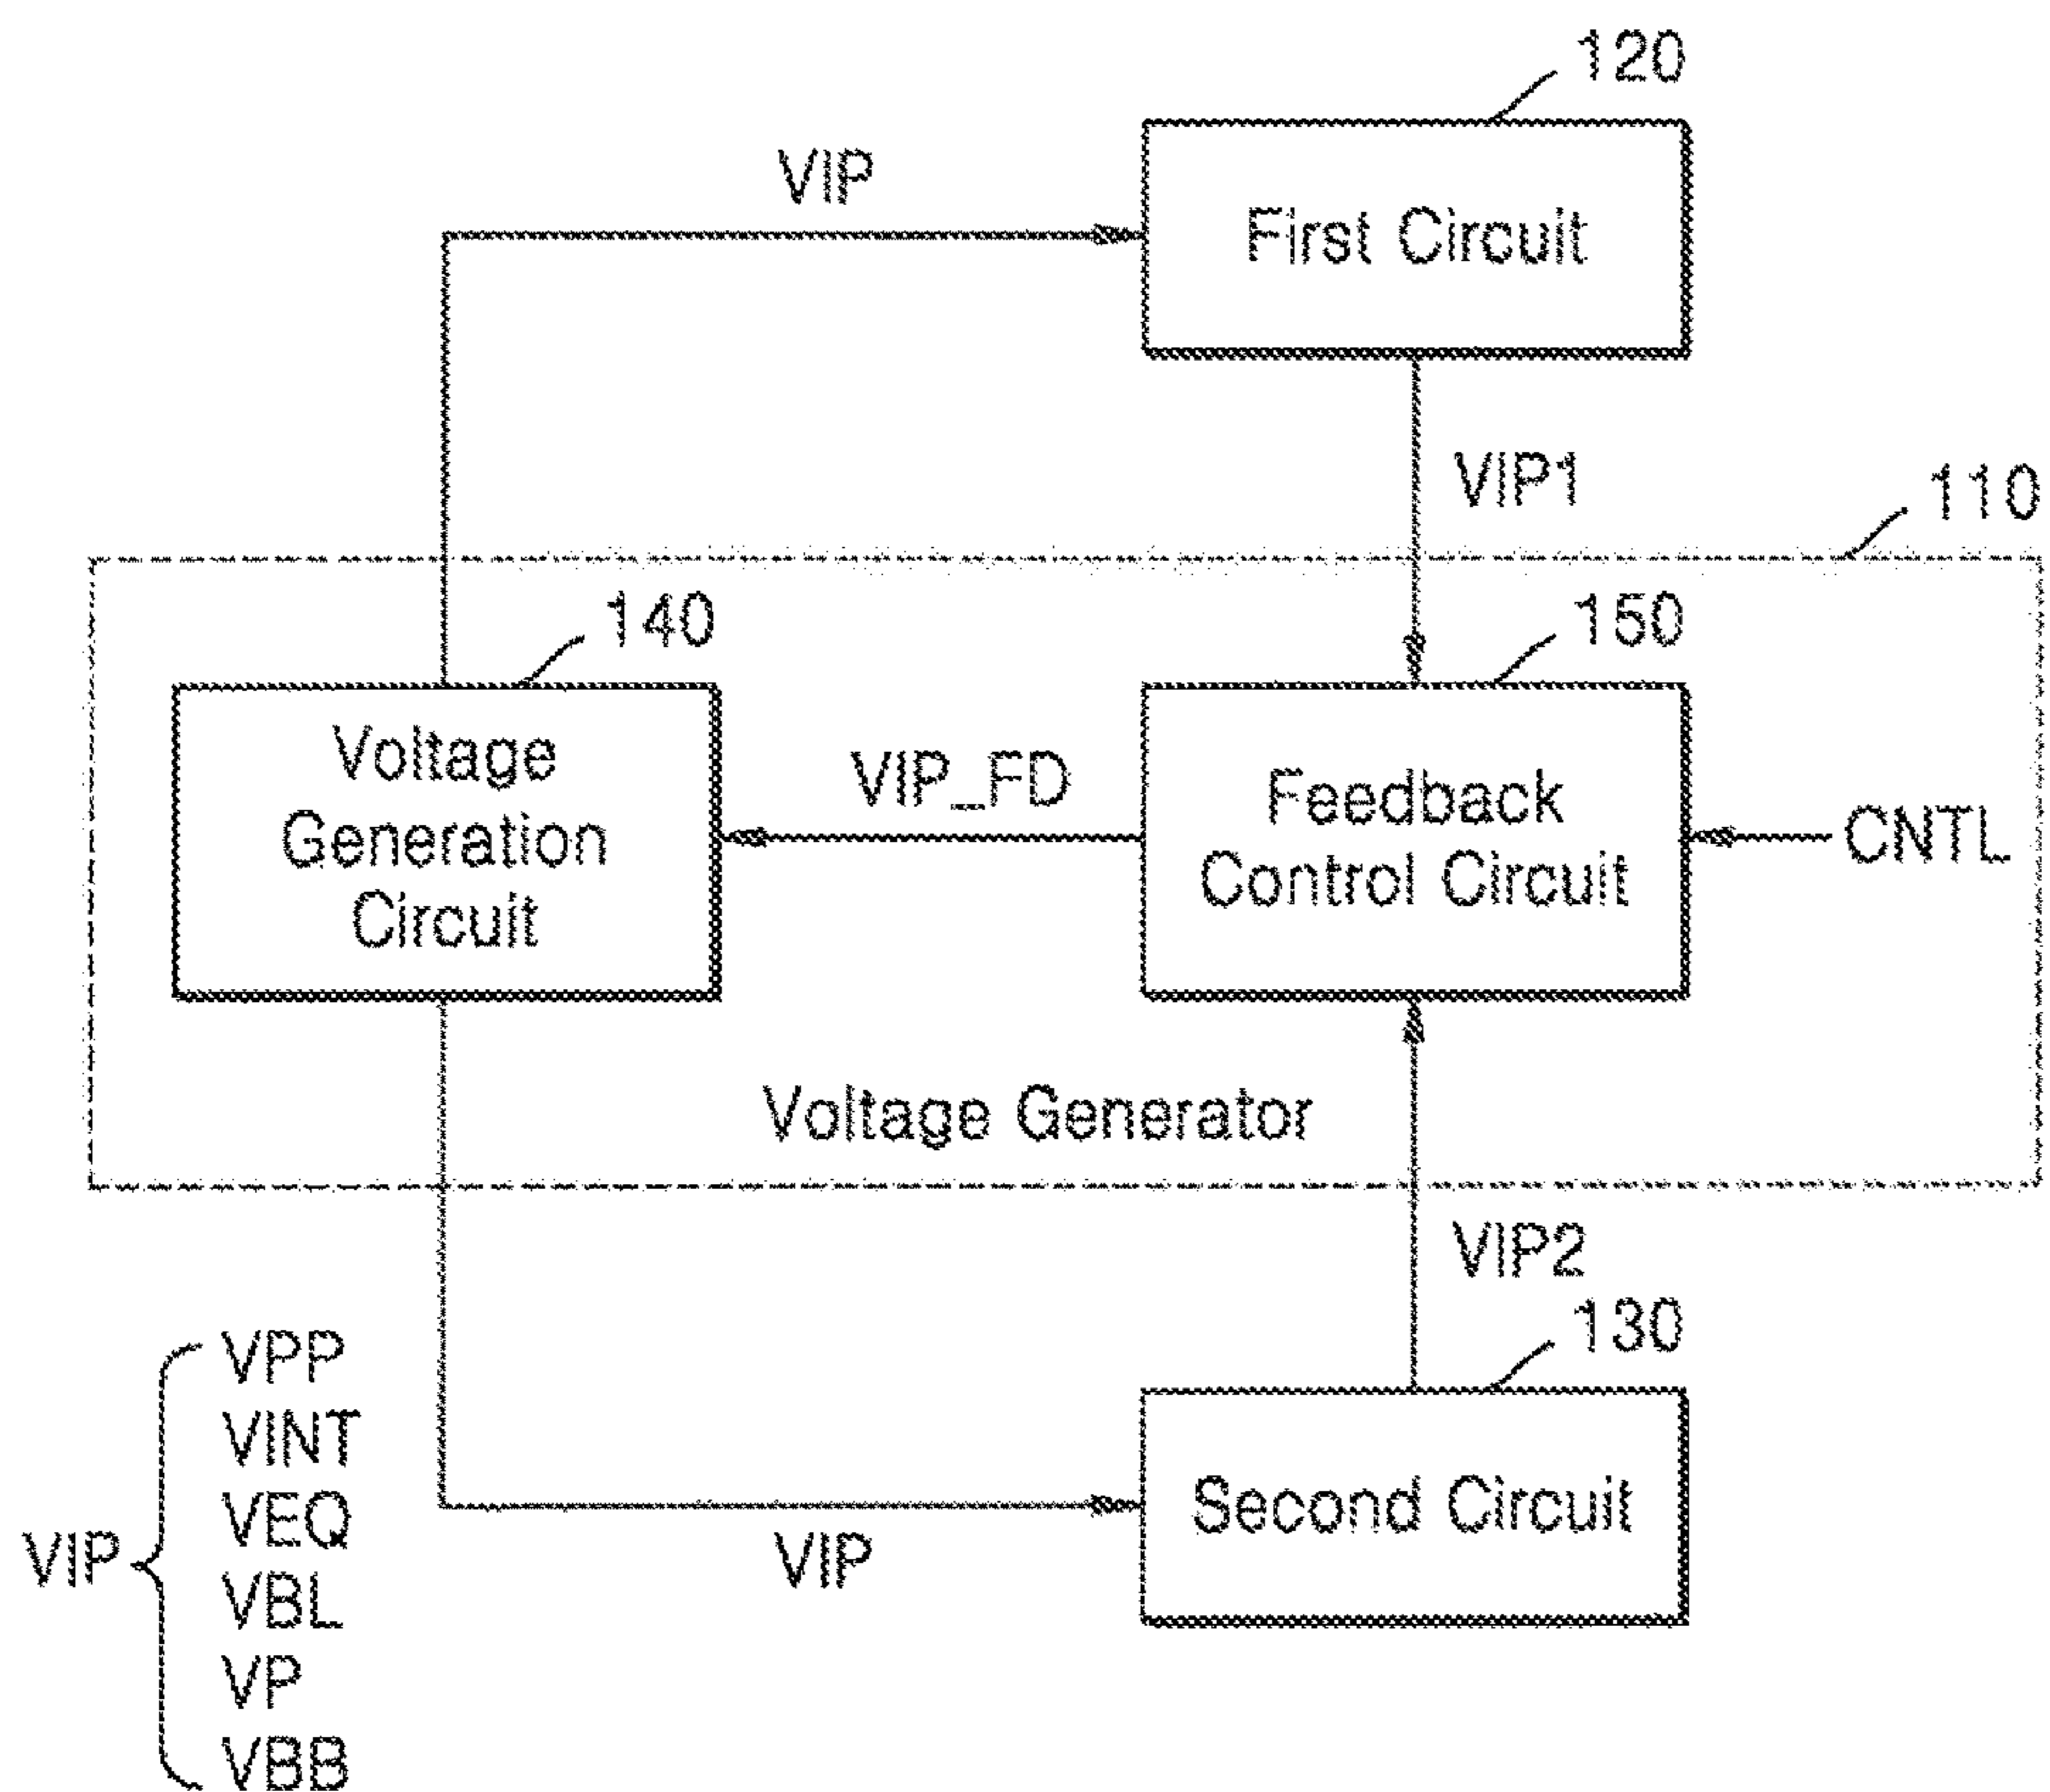 120
VIP
First Circuit
VIP1
110
140
150
Voltage
Generation
Circuit
VIP_FD
Feedback
Control Circuit
CNTL
Voltage Generator
VIP2
130
Second Circuit
VIP
VIP
VPP
VINT
VEQ
VBL
VP
VBB